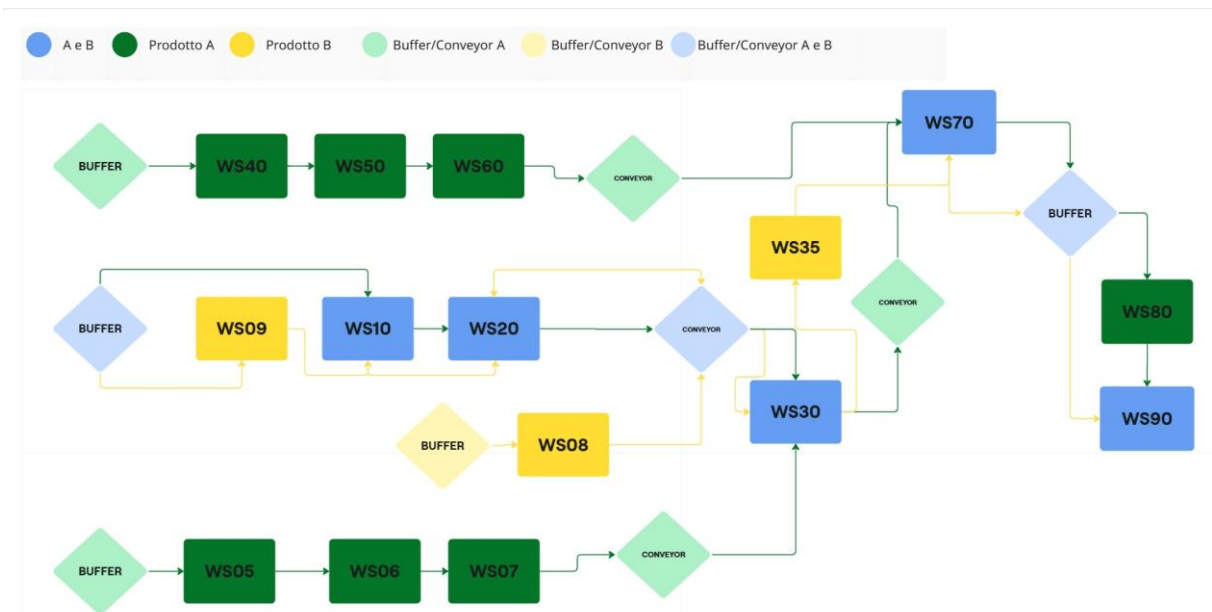 A e B
Prodotto A
Prodotto B
Buffer/Conveyor A
Buffer/Conveyor B
Buffer/Conveyor A e B
WS70
BUFFER
WS40
WS50
WS60
CONVEYOR
BUFFER
WS35
CONVEYOR
WS80
BUFFER
WS09
WS10
WS20
CONVEYOR
WS30
WS90
BUFFER
WS08
BUFFER
WS05
WS06
WS07
CONVEYOR